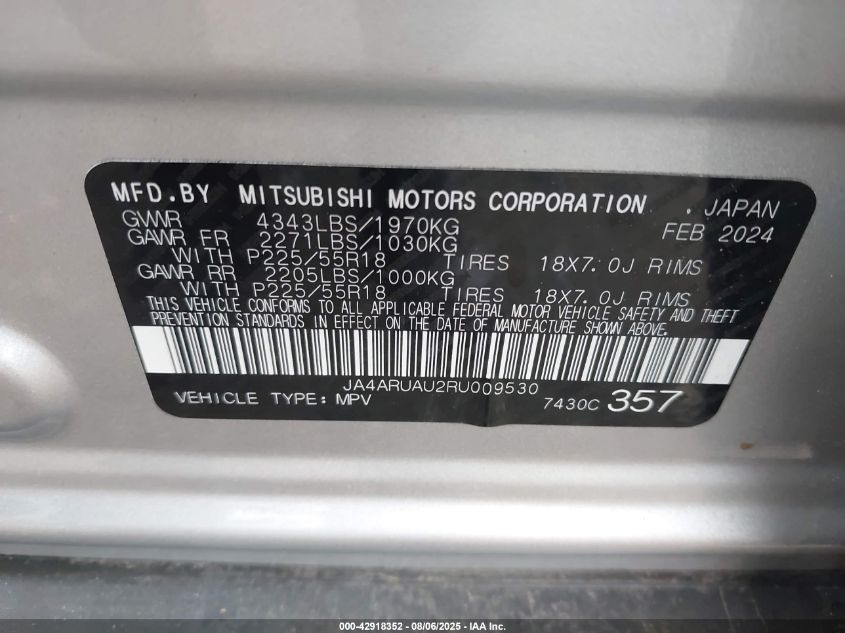 MFD.BY MITSUBISHI MOTORS CORPORATION , JAPAN
GVWR 4343LBS/1970KG FEB 2024
GAWR FR 2271LBS/1030KG
WITH P225/55R18 TIRES 18X7.0J RIMS
GAWR RR 2205LBS/1000KG
WITH P225/55R18 TIRES 18X7.0J RIMS
THIS VEHICLE CONFORMS TO ALL APPLICABLE FEDERAL MOTOR VEHICLE SAFETY AND THEFT
PREVENTION STANDARDS IN EFFECT ON THE DATE OF MANUFACTURE SHOWN ABOVE.
JA4ARUAU2RU009530
VEHICLE TYPE: MPV 7430C 357
000-42918352 - 08/06/2025 - IAA Inc.